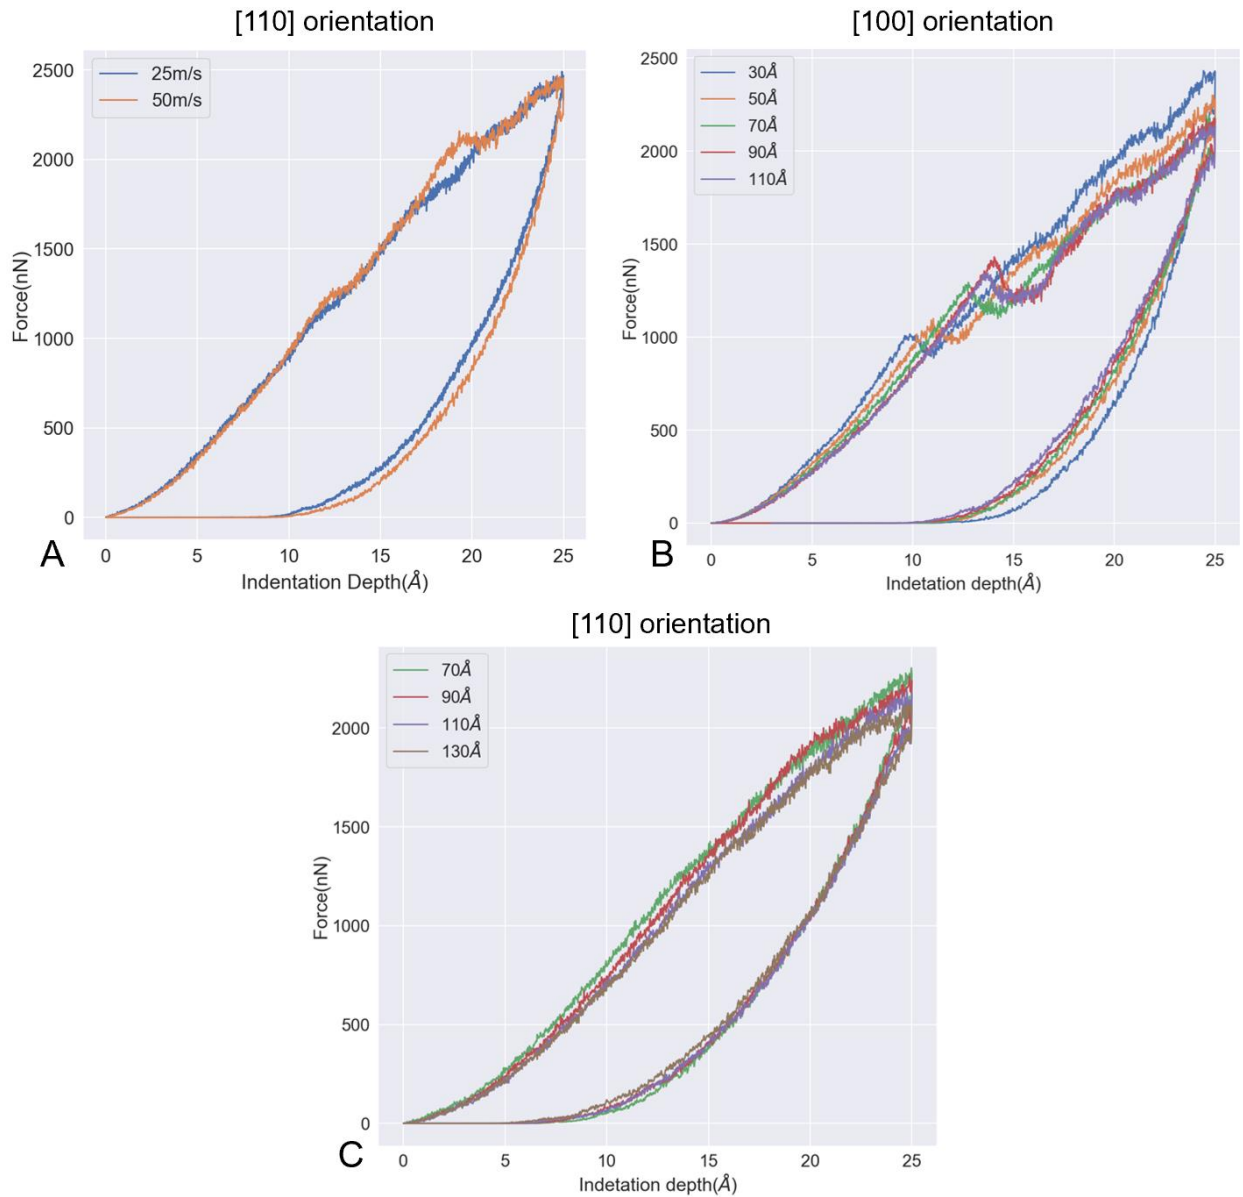 [110] orientation
25m/s
50m/s
2500
2000
1500
1000
500
0
Force(nN)
0 5 10 15 20 25
Indentation Depth(Å)
A
[100] orientation
30Å
50Å
70Å
90Å
110Å
2500
2000
1500
1000
500
0
Force(nN)
0 5 10 15 20 25
Indetation depth(Å)
B
[110] orientation
70Å
90Å
110Å
130Å
2000
1500
1000
500
0
Force(nN)
0 5 10 15 20 25
Indetation depth(Å)
C